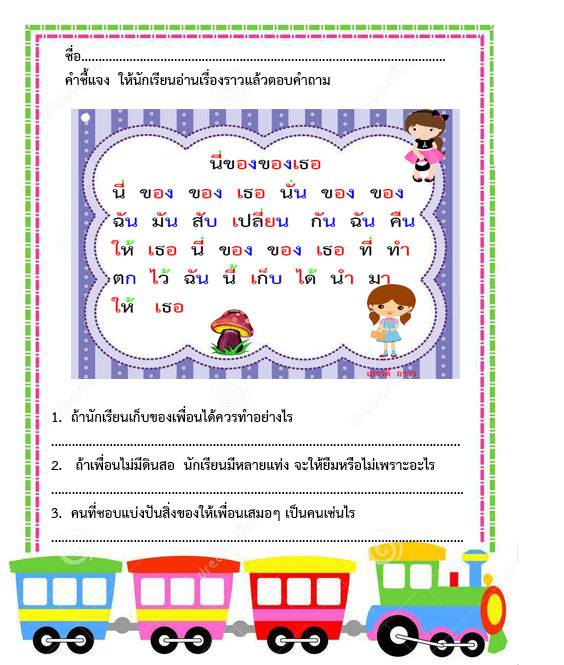 ชื่อ..........................................................................................
คำชี้แจง ให้นักเรียนอ่านเรื่องราวแล้วตอบคำถาม
นี่ของของเธอ
นี่ ของ ของ เธอ นั่น ของ ของ
ฉัน มัน สับ เปลี่ยน กัน ฉัน คืน
ให้ เธอ นี่ ของ ของ เธอ ที่ ทำ
ตก ไว้ ฉัน นี้ เก็บ ได้ นำ มา
ให้ เธอ
1. ถ้านักเรียนเก็บของเพื่อนได้ควรทำอย่างไร
2. ถ้าเพื่อนไม่มีดินสอ นักเรียนมีหลายแท่ง จะให้ยืมหรือไม่เพราะอะไร
3. คนที่ชอบแบ่งปันสิ่งของให้เพื่อนเสมอๆ เป็นคนเช่นไร